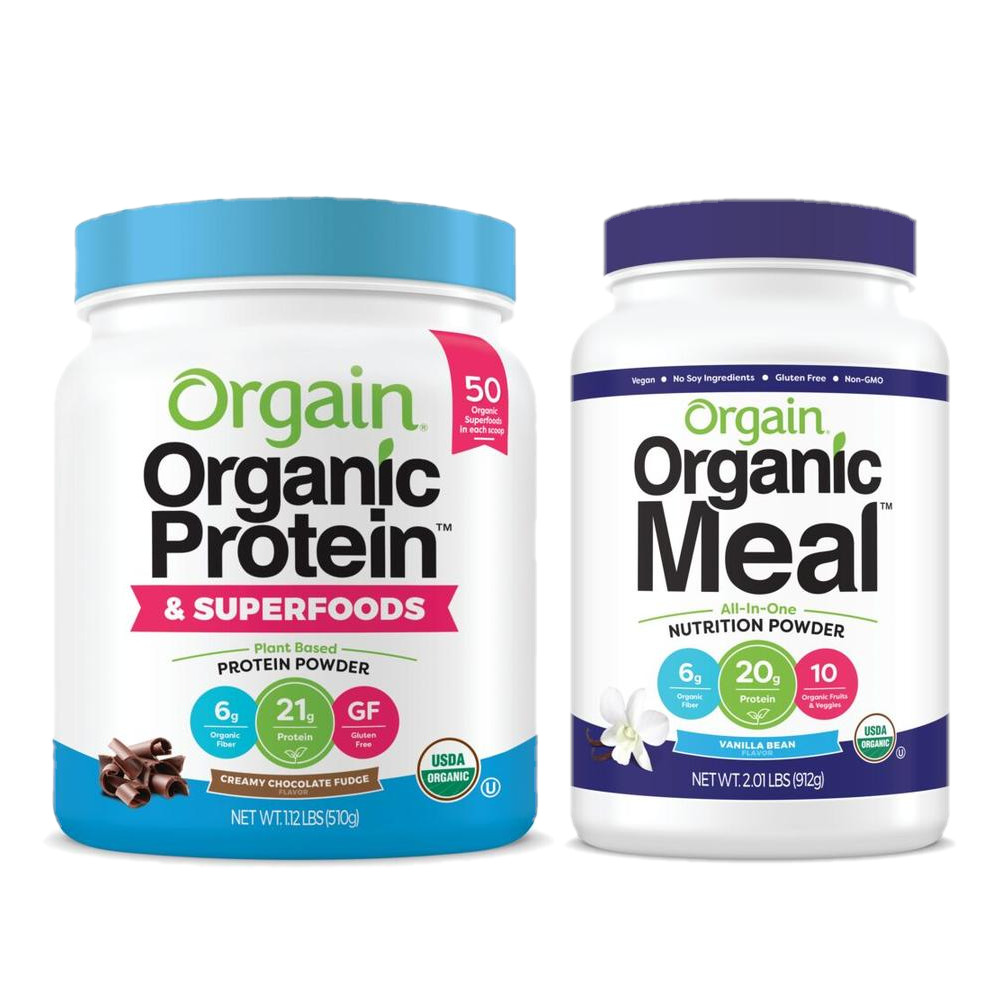 Orgain®
Organic
Protein™
& SUPERFOODS
50
Organic
Superfoods
in each scoop
Plant Based
PROTEIN POWDER
6g
Organic
Fiber
21g
Protein
GF
Gluten
Free
CREAMY CHOCOLATE FUDGE
FLAVOR
USDA
ORGANIC
U
NET WT. 1.12 LBS (510g)
Vegan • No Soy Ingredients • Gluten Free • Non-GMO
Orgain®
Organic
Meal™
All-In-One
NUTRITION POWDER
6g
Organic
Fiber
20g
Protein
10
Organic Fruits
& Veggies
VANILLA BEAN
FLAVOR
USDA
ORGANIC
U
NET WT. 2.01 LBS (912g)